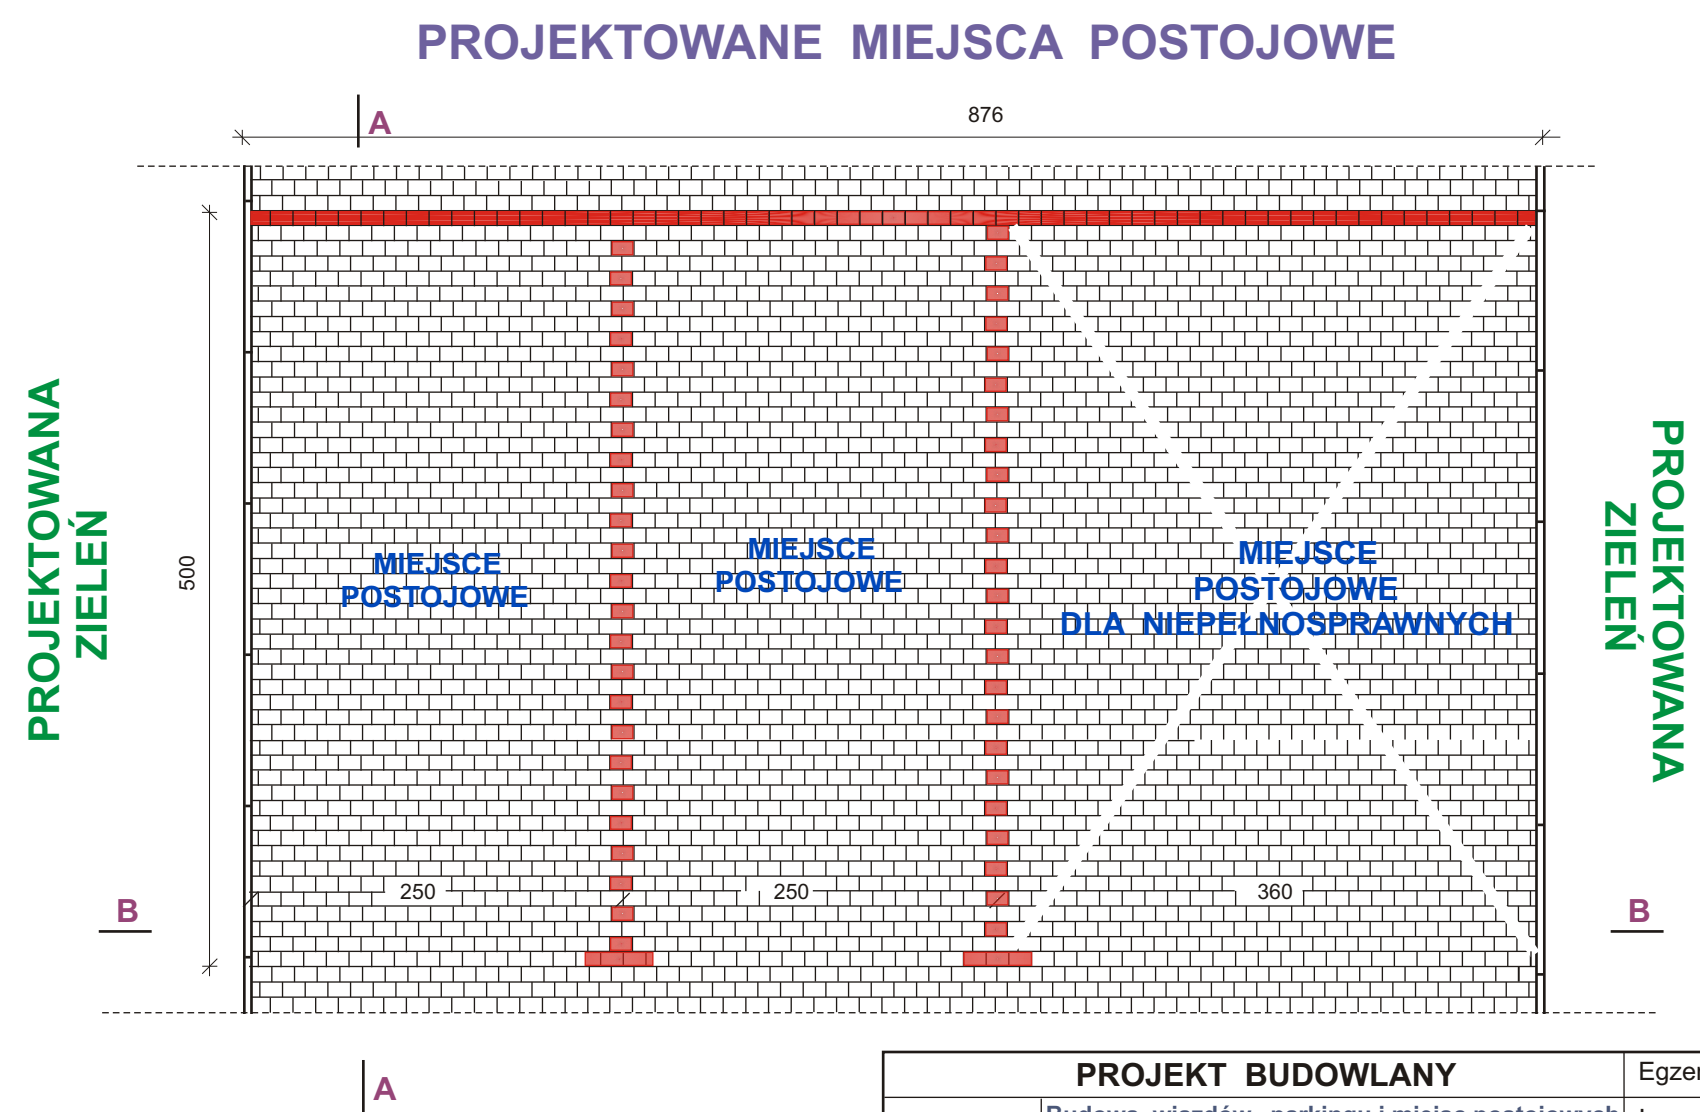 PROJEKTOWANE MIEJSCA POSTOJOWE
A
876
PROJEKTOWANA
ZIELEŃ
500
MIEJSCE
POSTOJOWE
MIEJSCE
POSTOJOWE
MIEJSCE
POSTOJOWE
DLA NIEPEŁNOSPRAWNYCH
PROJEKTOWANA
ZIELEŃ
250
250
360
B
B
A
PROJEKT BUDOWLANY
Egzer